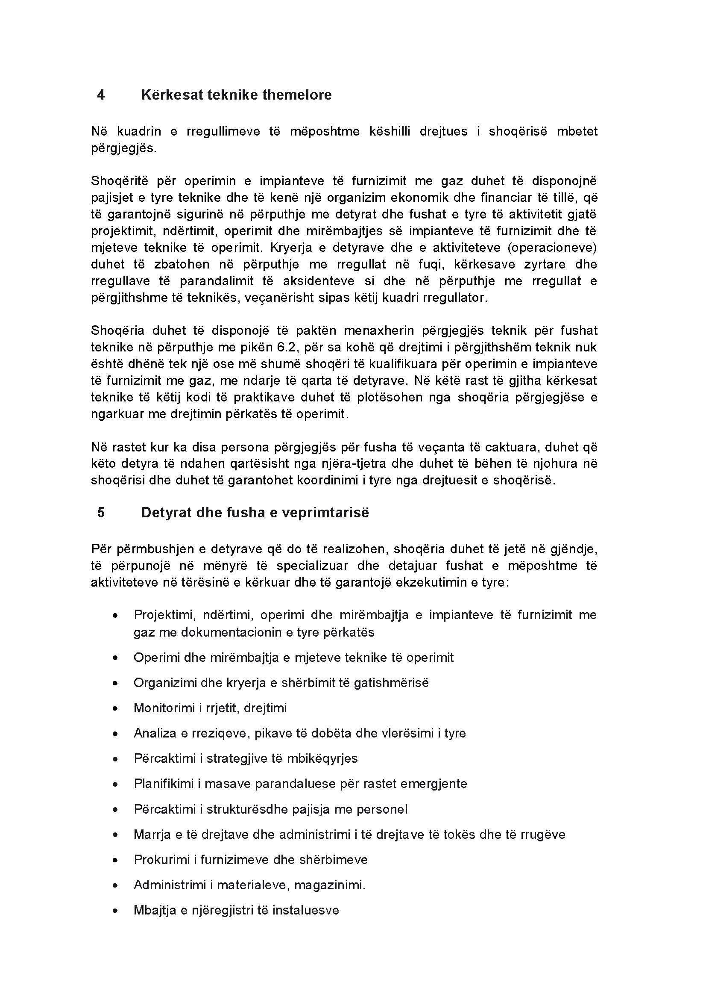 4 Kërkesat teknike themelore
Në kuadrin e rregullimeve të mëposhtme këshilli drejtues i shoqërisë mbetet
përgjegjës.
Shoqëritë për operimin e impianteve të furnizimit me gaz duhet të disponojnë
pajisjet e tyre teknike dhe të kenë një organizim ekonomik dhe financiar të tillë, që
të garantojnë sigurinë në përputhje me detyrat dhe fushat e tyre të aktivitetit gjatë
projektimit, ndërtimit, operimit dhe mirëmbajtjes së impianteve të furnizimit dhe të
mjeteve teknike të operimit. Kryerja e detyrave dhe e aktiviteteve (operacioneve)
duhet të zbatohen në përputhje me rregullat në fuqi, kërkesave zyrtare dhe
rregullave të parandalimit të aksidenteve si dhe në përputhje me rregullat e
përgjithshme të teknikës, veçanërisht sipas këtij kuadri rregullator.
Shoqëria duhet të disponojë të paktën menaxherin përgjegjës teknik për fushat
teknike në përputhje me pikën 6.2, për sa kohë që drejtimi i përgjithshëm teknik nuk
është dhënë tek një ose më shumë shoqëri të kualifikuara për operimin e impianteve
të furnizimit me gaz, me ndarje të qarta të detyrave. Në këtë rast të gjitha kërkesat
teknike të këtij kodi të praktikave duhet të plotësohen nga shoqëria përgjegjëse e
ngarkuar me drejtimin përkatës të operimit.
Në rastet kur ka disa persona përgjegjës për fusha të veçanta të caktuara, duhet që
këto detyra të ndahen qartësisht nga njëra-tjetra dhe duhet të bëhen të njohura në
shoqërisi dhe duhet të garantohet koordinimi i tyre nga drejtuesit e shoqërisë.
5 Detyrat dhe fusha e veprimtarisë
Për përmbushjen e detyrave që do të realizohen, shoqëria duhet të jetë në gjëndje,
të përpunojë në mënyrë të specializuar dhe detajuar fushat e mëposhtme të
aktiviteteve në tërësinë e kërkuar dhe të garantojë ekzekutimin e tyre:
• Projektimi, ndërtimi, operimi dhe mirëmbajtja e impianteve të furnizimit me
gaz me dokumentacionin e tyre përkatës
• Operimi dhe mirëmbajtja e mjeteve teknike të operimit
• Organizimi dhe kryerja e shërbimit të gatishmërisë
• Monitorimi i rrjetit, drejtimi
• Analiza e rreziqeve, pikave të dobëta dhe vlerësimi i tyre
• Përcaktimi i strategjive të mbikëqyrjes
• Planifikimi i masave parandaluese për rastet emergjente
• Përcaktimi i strukturësdhe pajisja me personel
• Marrja e të drejtave dhe administrimi i të drejtave të tokës dhe të rrugëve
• Prokurimi i furnizimeve dhe shërbimeve
• Administrimi i materialeve, magazinimi.
• Mbajtja e njëregjistri të instaluesve